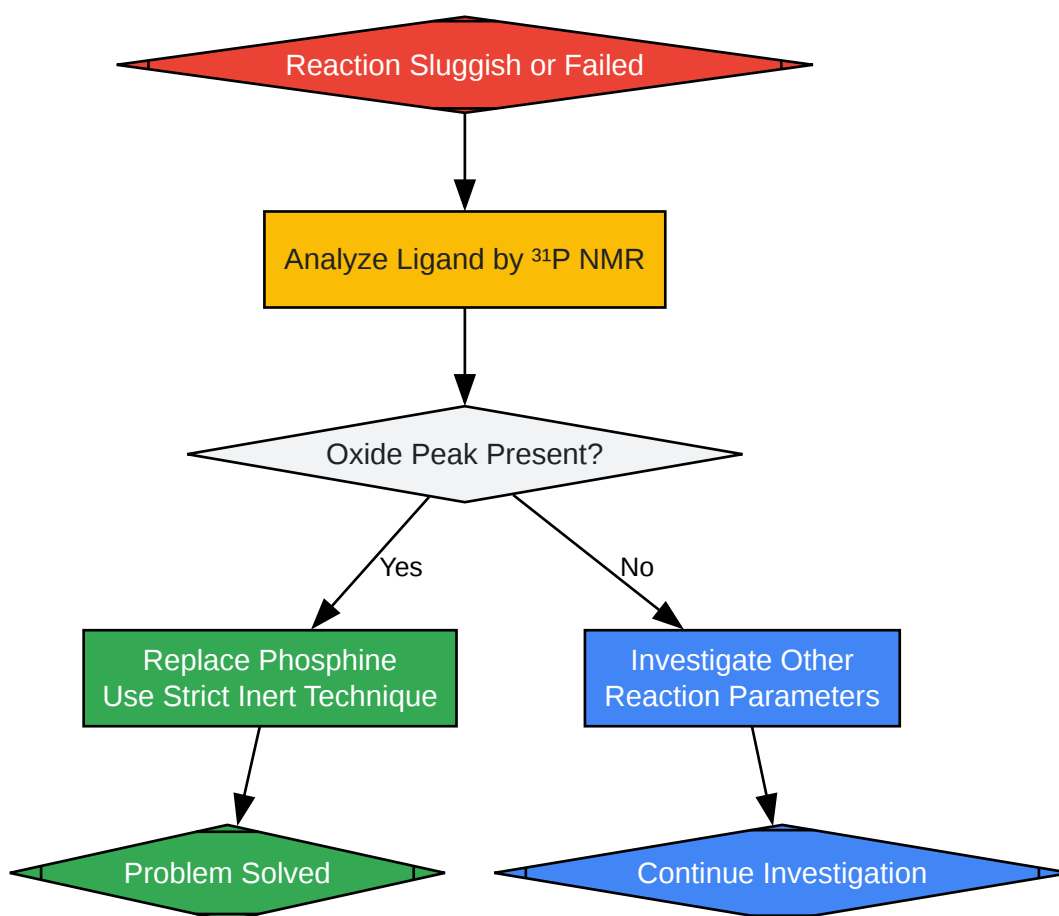 Reaction Sluggish or Failed
Analyze Ligand by ³¹P NMR
Oxide Peak Present?
Yes
No
Replace Phosphine
Use Strict Inert Technique
Investigate Other
Reaction Parameters
Problem Solved
Continue Investigation